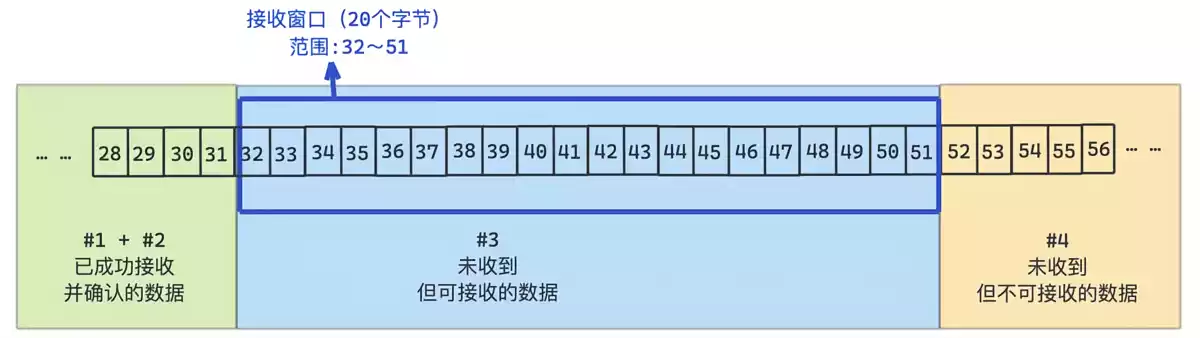 接收窗口（20个字节）
范围:32～51
… … 28 29 30 31 32 33 34 35 36 37 38 39 40 41 42 43 44 45 46 47 48 49 50 51 52 53 54 55 56 … …
#1 + #2
已成功接收
并确认的数据
#3
未收到
但可接收的数据
#4
未收到
但不可接收的数据